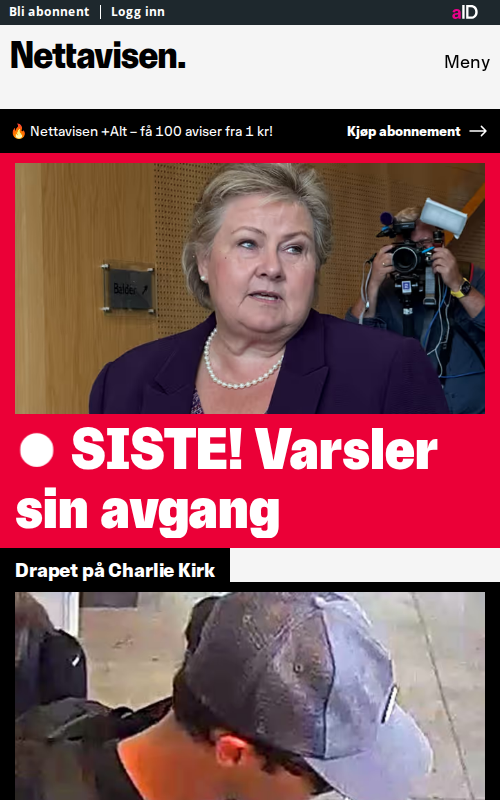 Bli abonnent | Logg inn aID
Nettavisen.
Meny
🔥 Nettavisen +Alt – få 100 aviser fra 1 kr! Kjøp abonnement →
Balder ↗
● SISTE! Varsler
sin avgang
Drapet på Charlie Kirk